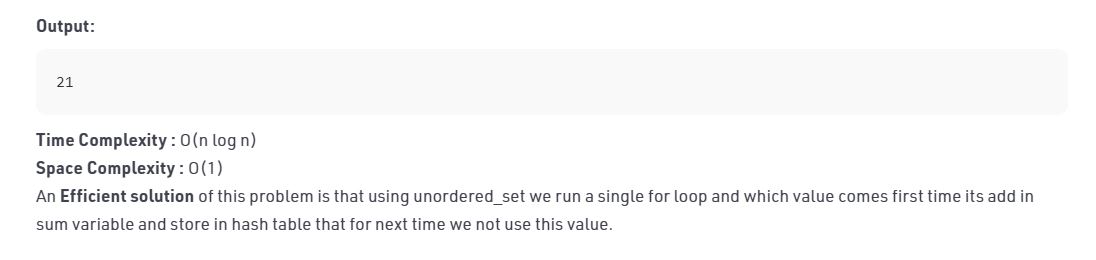 Output:
21
Time Complexity : O(n log n)
Space Complexity : O(1)
An Efficient solution of this problem is that using unordered_set we run a single for loop and which value comes first time its add in
sum variable and store in hash table that for next time we not use this value.